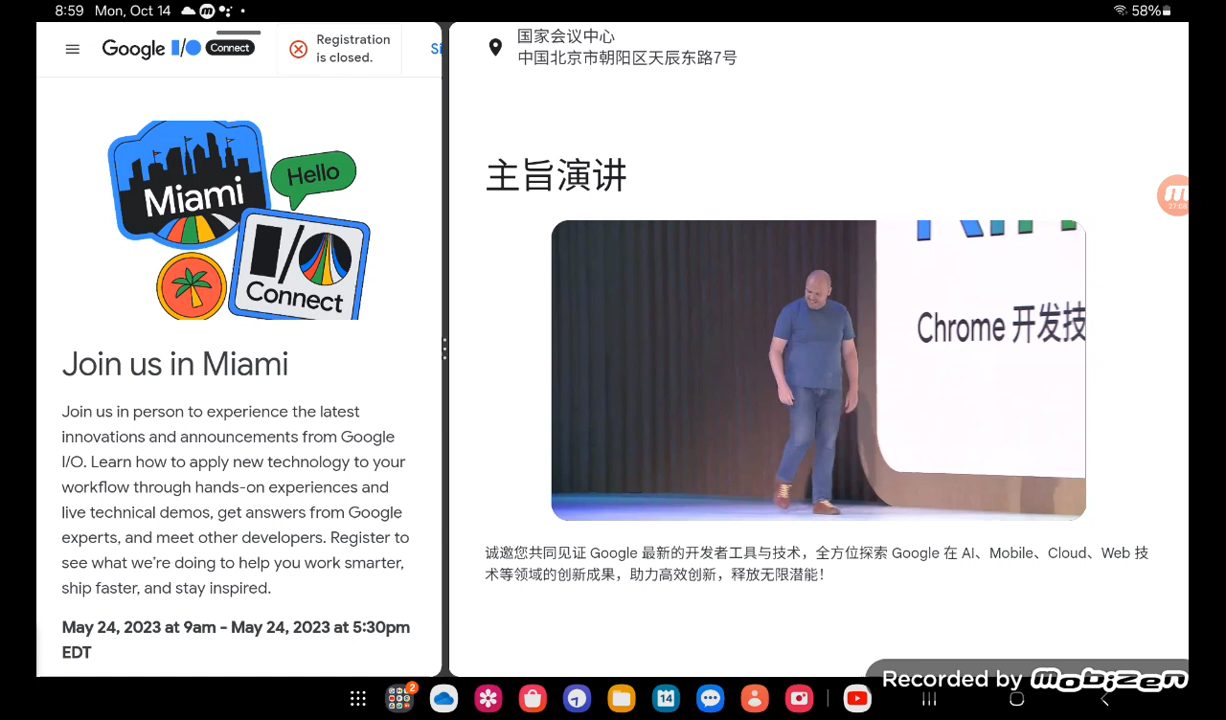 8:59 Mon, Oct 14
58%
Google I/O Connect
Registration
is closed.
Si
Miami
Hello
I/O
Connect
Join us in Miami
Join us in person to experience the latest
innovations and announcements from Google
I/O. Learn how to apply new technology to your
workflow through hands-on experiences and
live technical demos, get answers from Google
experts, and meet other developers. Register to
see what we're doing to help you work smarter,
ship faster, and stay inspired.
May 24, 2023 at 9am - May 24, 2023 at 5:30pm
EDT
国家会议中心
中国北京市朝阳区天辰东路7号
主旨演讲
Chrome 开发技
诚邀您共同见证 Google 最新的开发者工具与技术，全方位探索 Google 在 AI、Mobile、Cloud、Web 技
术等领域的创新成果，助力高效创新，释放无限潜能！
2
14
Recorded by mobizen